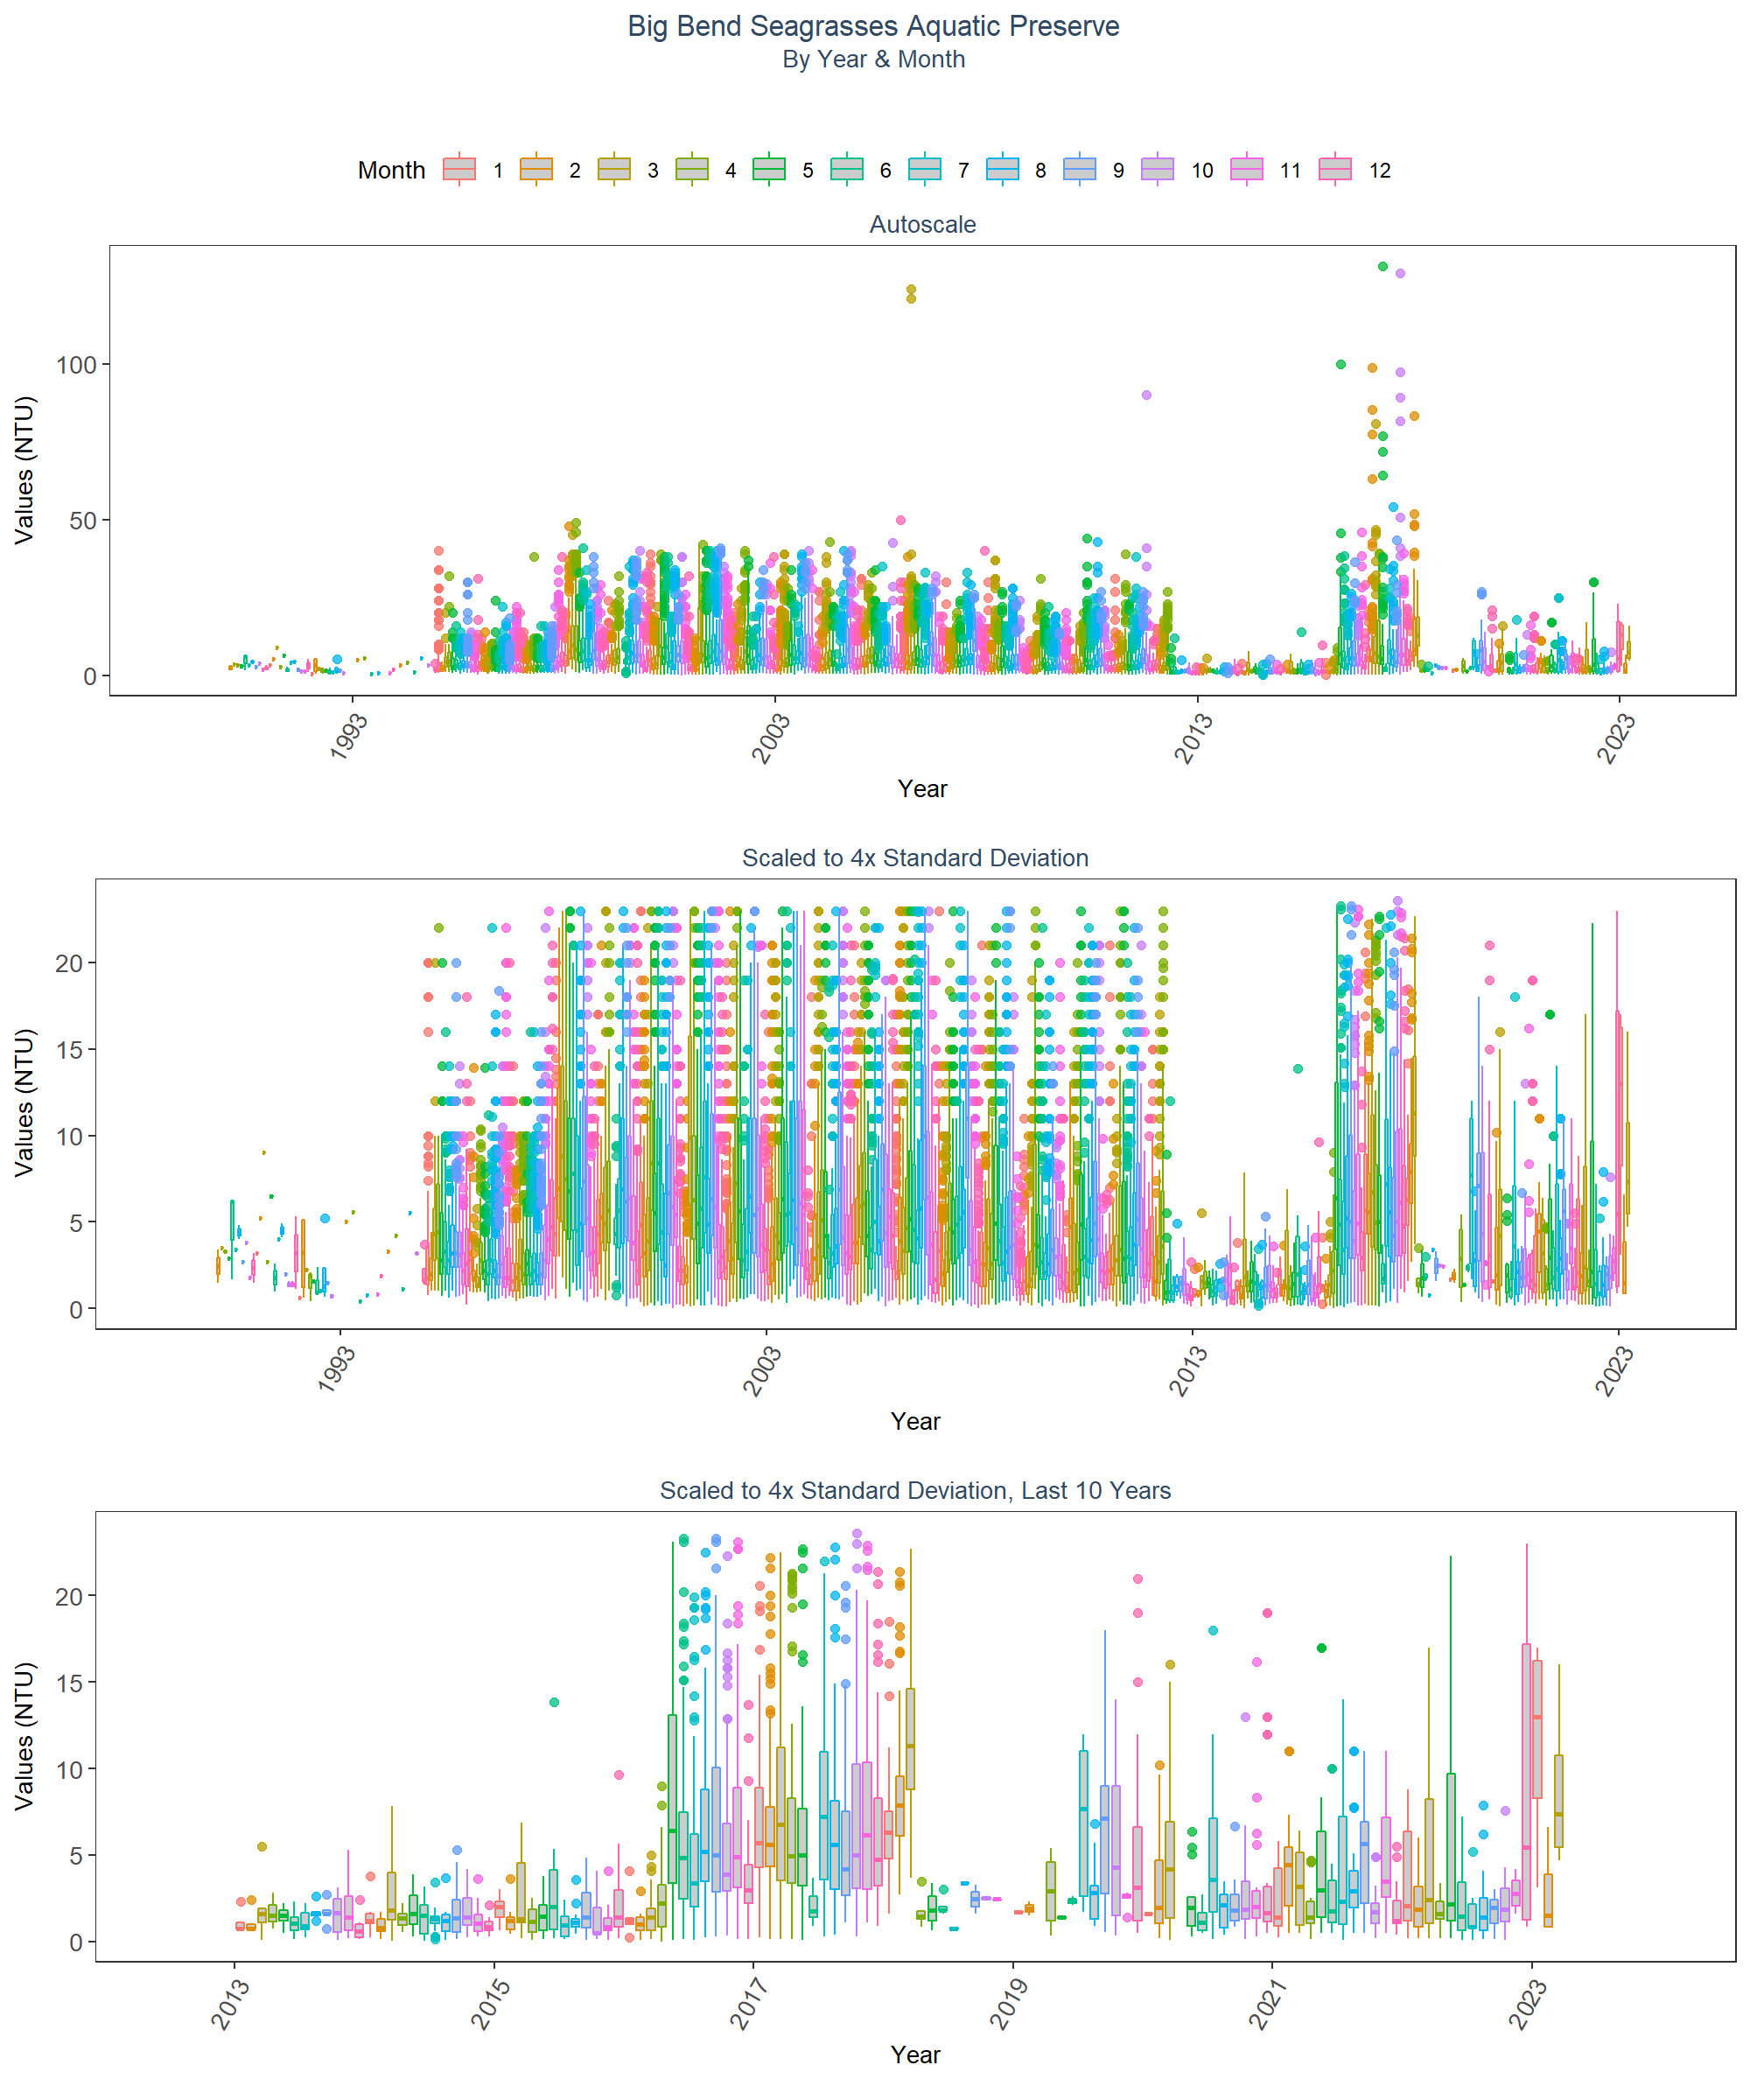 Big Bend Seagrasses Aquatic Preserve
By Year & Month
Month 1 2 3 4 5 6 7 8 9 10 11 12
Autoscale
Values (NTU)
100
50
0
1993 2003 2013 2023
Year
Scaled to 4x Standard Deviation
Values (NTU)
20
15
10
5
0
1993 2003 2013 2023
Year
Scaled to 4x Standard Deviation, Last 10 Years
Values (NTU)
20
15
10
5
0
2013 2015 2017 2019 2021 2023
Year